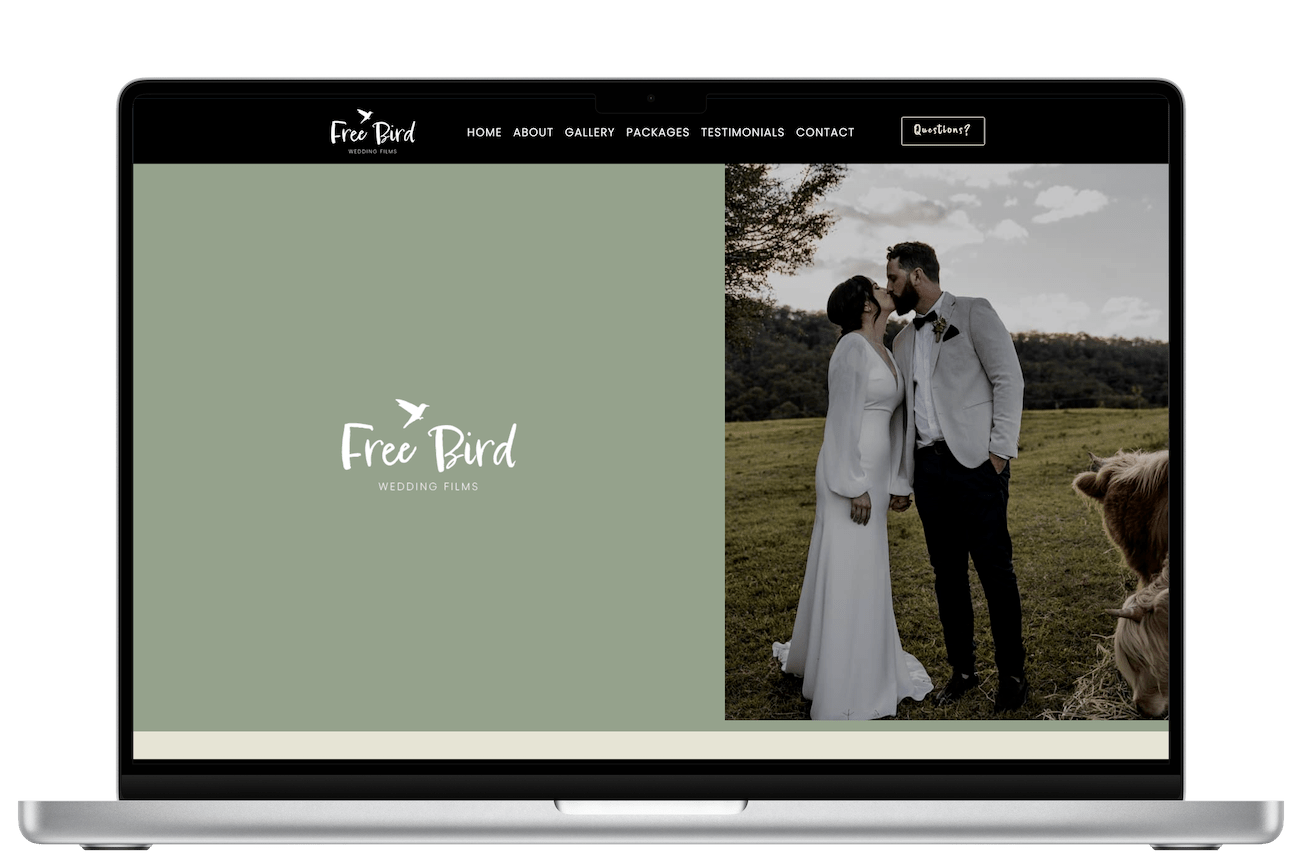 Free Bird
WEDDING FILMS
HOME ABOUT GALLERY PACKAGES TESTIMONIALS CONTACT
Questions?
Free Bird
WEDDING FILMS